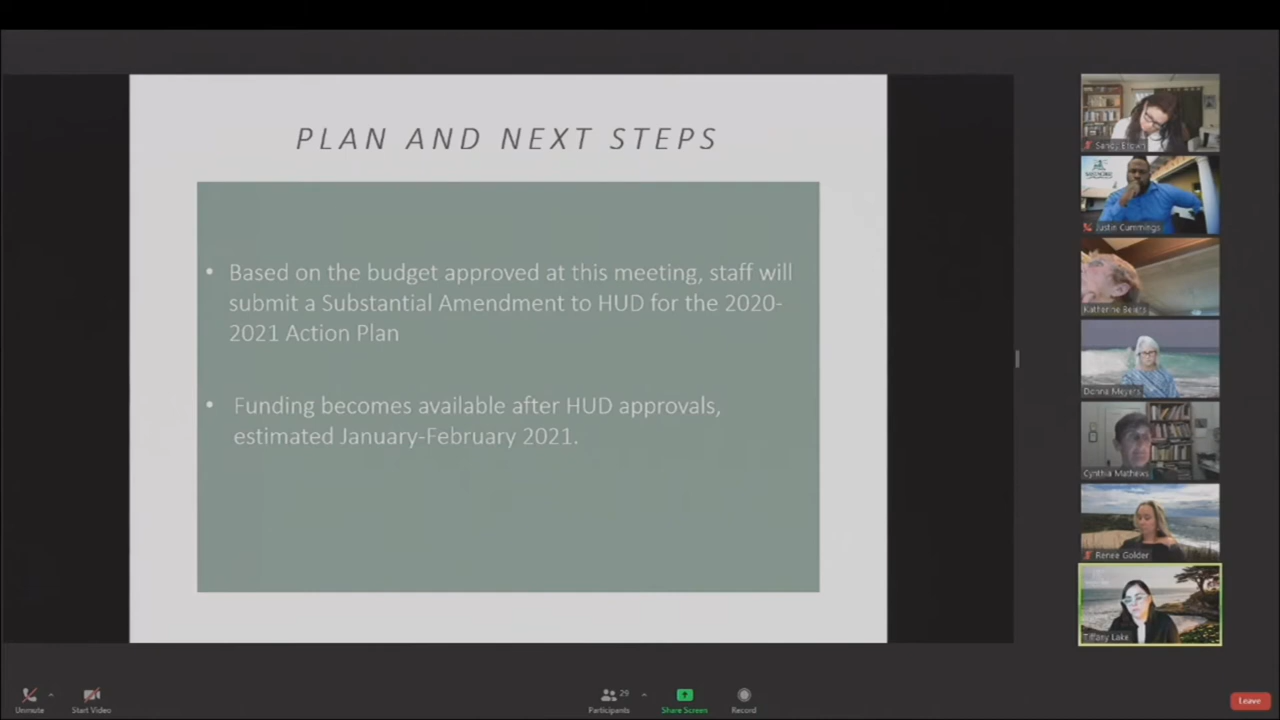 PLAN AND NEXT STEPS
• Based on the budget approved at this meeting, staff will
submit a Substantial Amendment to HUD for the 2020-
2021 Action Plan
• Funding becomes available after HUD approvals,
estimated January-February 2021.
Sandy Brown
Justin Cummings
Katherine Beiers
Donna Meyers
Cynthia Mathews
Renee Golder
Tiffany Lake
Unmute
Start Video
29
Participants
Share Screen
Record
Leave